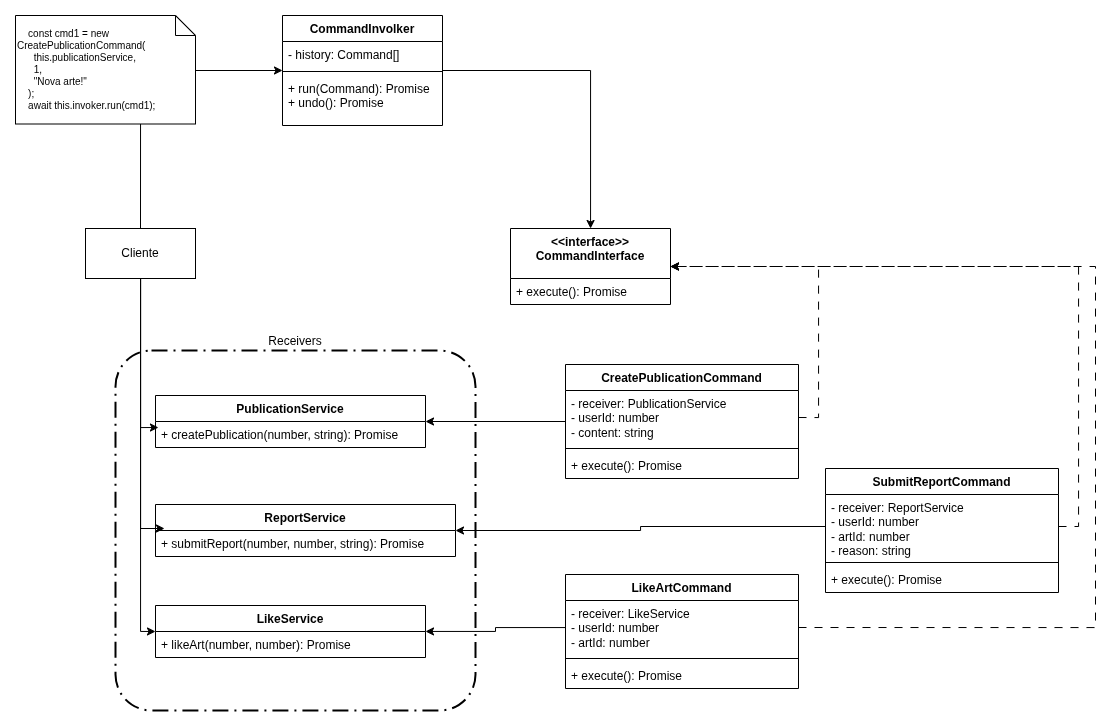 const cmd1 = new
CreatePublicationCommand(
this.publicationService,
1,
"Nova arte!"
);
await this.invoker.run(cmd1);
CommandInvolker
- history: Command[]
+ run(Command): Promise
+ undo(): Promise
Cliente
<<interface>>
CommandInterface
+ execute(): Promise
Receivers
PublicationService
+ createPublication(number, string): Promise
ReportService
+ submitReport(number, number, string): Promise
LikeService
+ likeArt(number, number): Promise
CreatePublicationCommand
- receiver: PublicationService
- userId: number
- content: string
+ execute(): Promise
SubmitReportCommand
- receiver: ReportService
- userId: number
- artId: number
- reason: string
+ execute(): Promise
LikeArtCommand
- receiver: LikeService
- userId: number
- artId: number
+ execute(): Promise